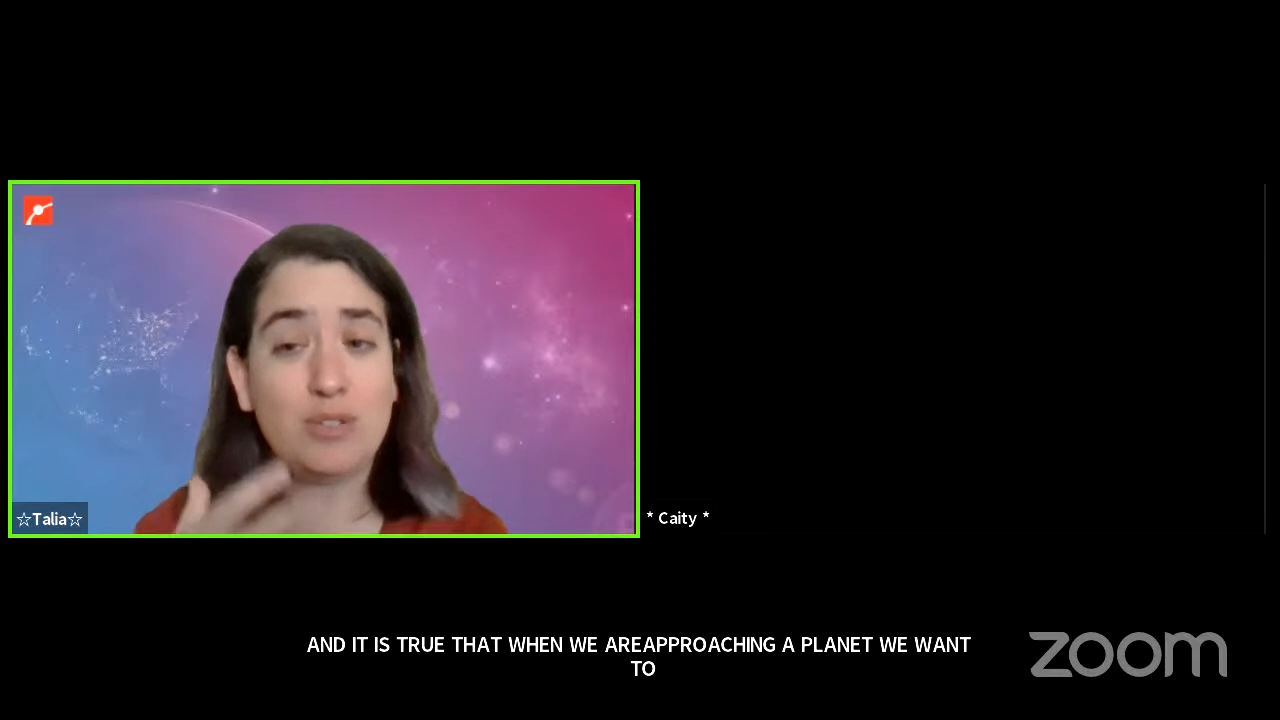 ☆Talia☆
* Caity *
AND IT IS TRUE THAT WHEN WE AREAPPROACHING A PLANET WE WANT
TO
zoom